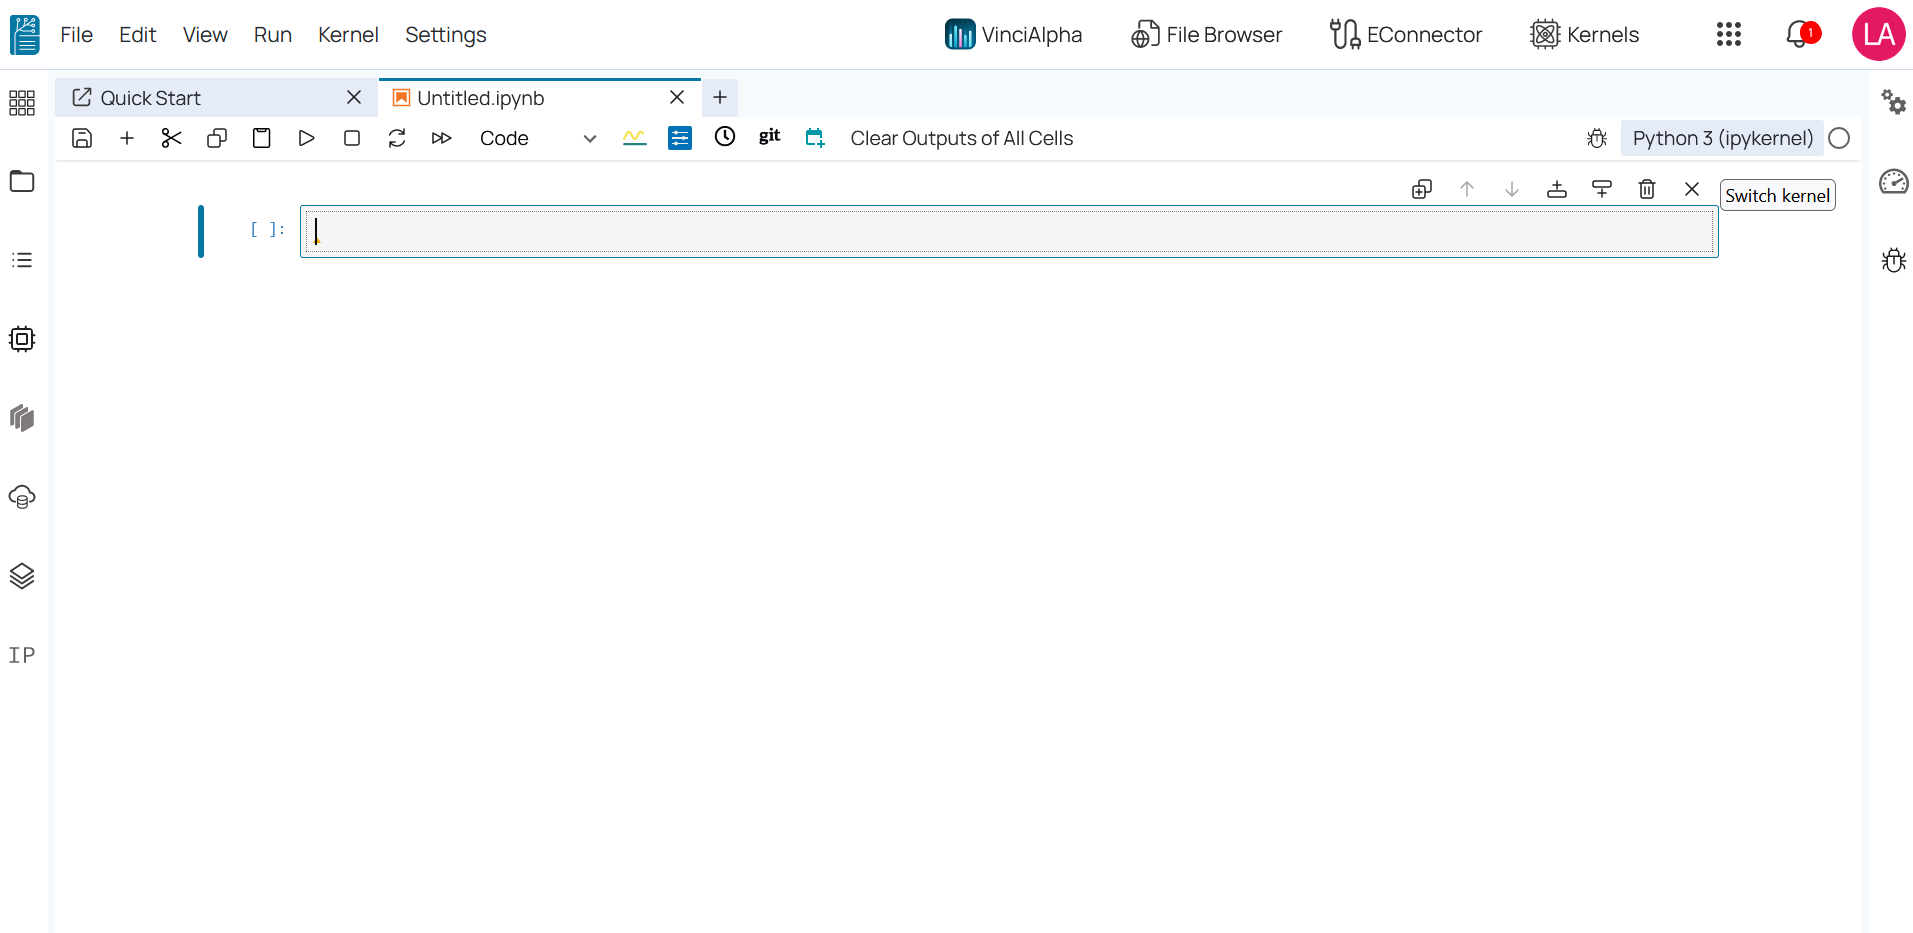 File Edit View Run Kernel Settings VinciAlpha File Browser EConnector Kernels 1 LA
Quick Start Untitled.ipynb
Code git Clear Outputs of All Cells Python 3 (ipykernel)
Switch kernel
[ ]:
IP